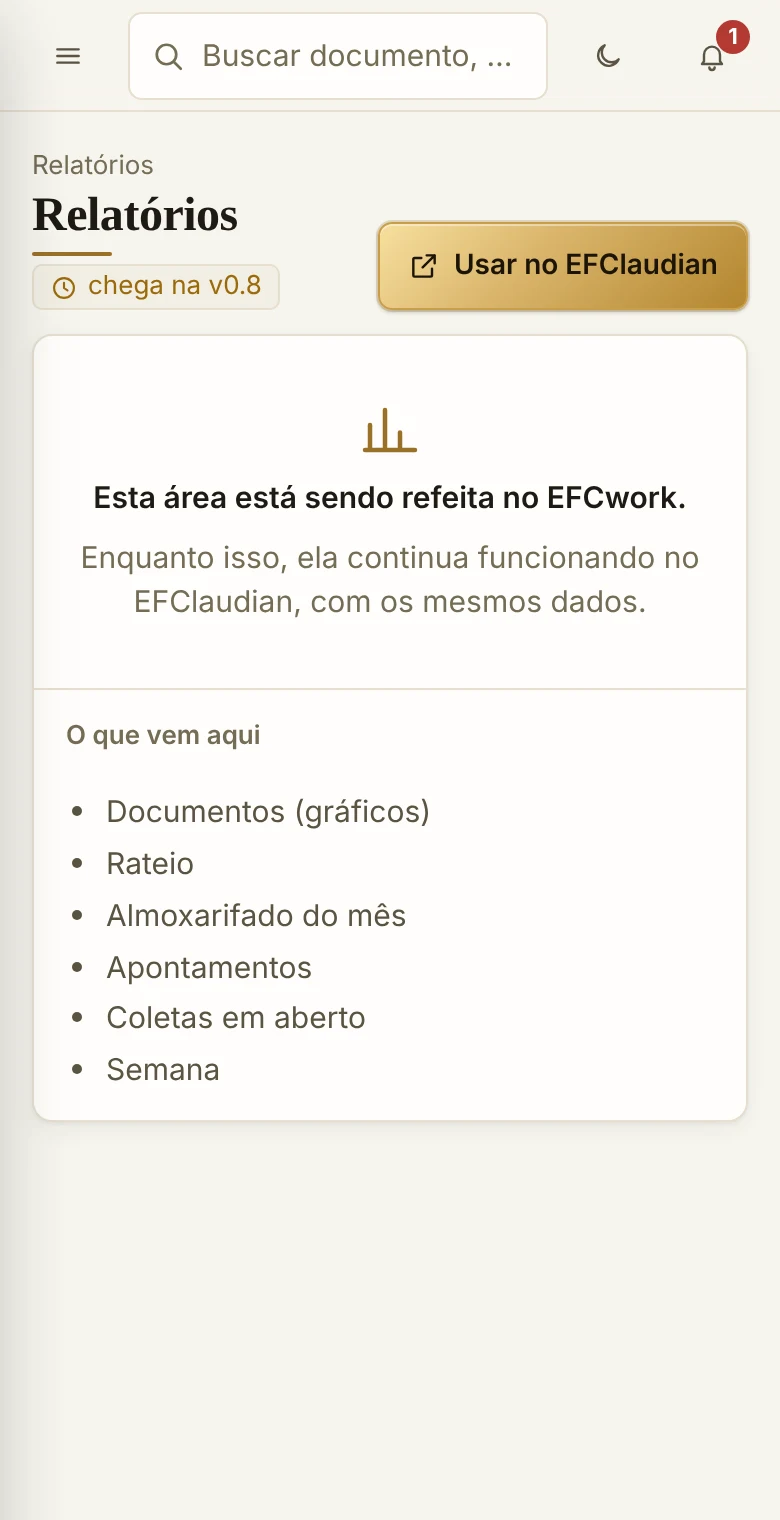 Buscar documento, ...
1
Relatórios
Relatórios
chega na v0.8
Usar no EFClaudian
Esta área está sendo refeita no EFCwork.
Enquanto isso, ela continua funcionando no
EFClaudian, com os mesmos dados.
O que vem aqui
Documentos (gráficos)
Rateio
Almoxarifado do mês
Apontamentos
Coletas em aberto
Semana